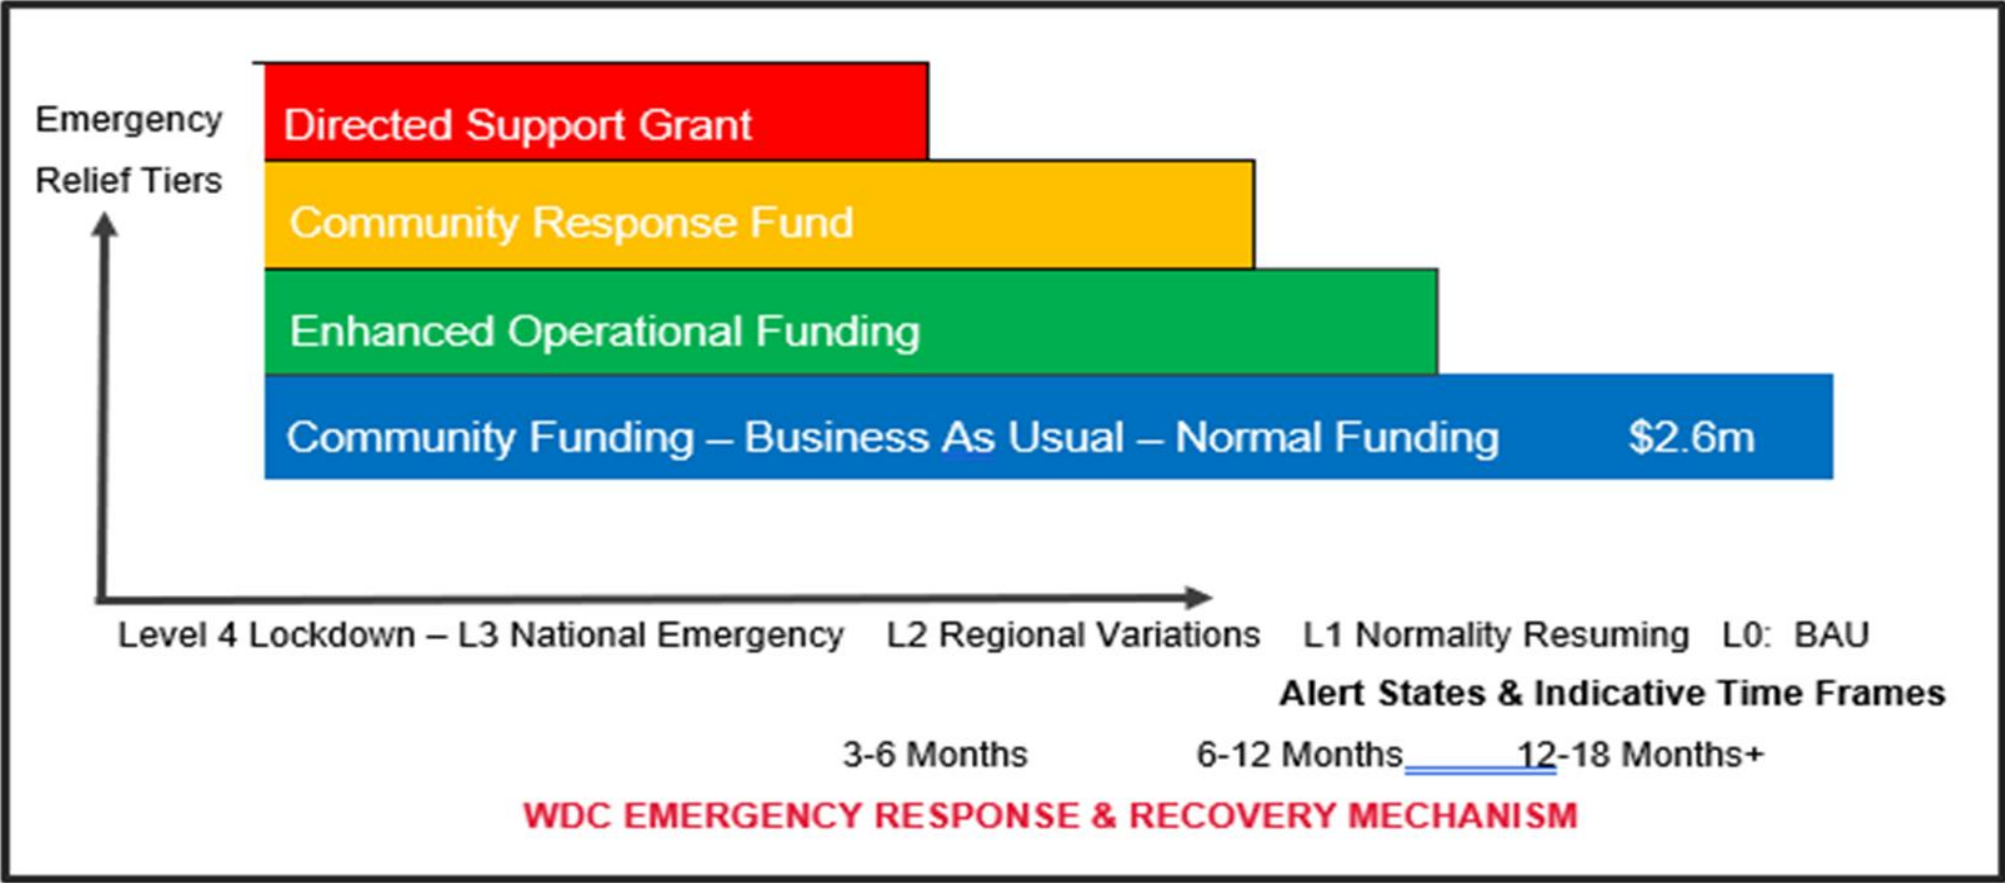 Emergency
Relief Tiers
Directed Support Grant
Community Response Fund
Enhanced Operational Funding
Community Funding – Business As Usual – Normal Funding $2.6m
Level 4 Lockdown – L3 National Emergency L2 Regional Variations L1 Normality Resuming L0: BAU
Alert States & Indicative Time Frames
3-6 Months 6-12 Months 12-18 Months+
WDC EMERGENCY RESPONSE & RECOVERY MECHANISM